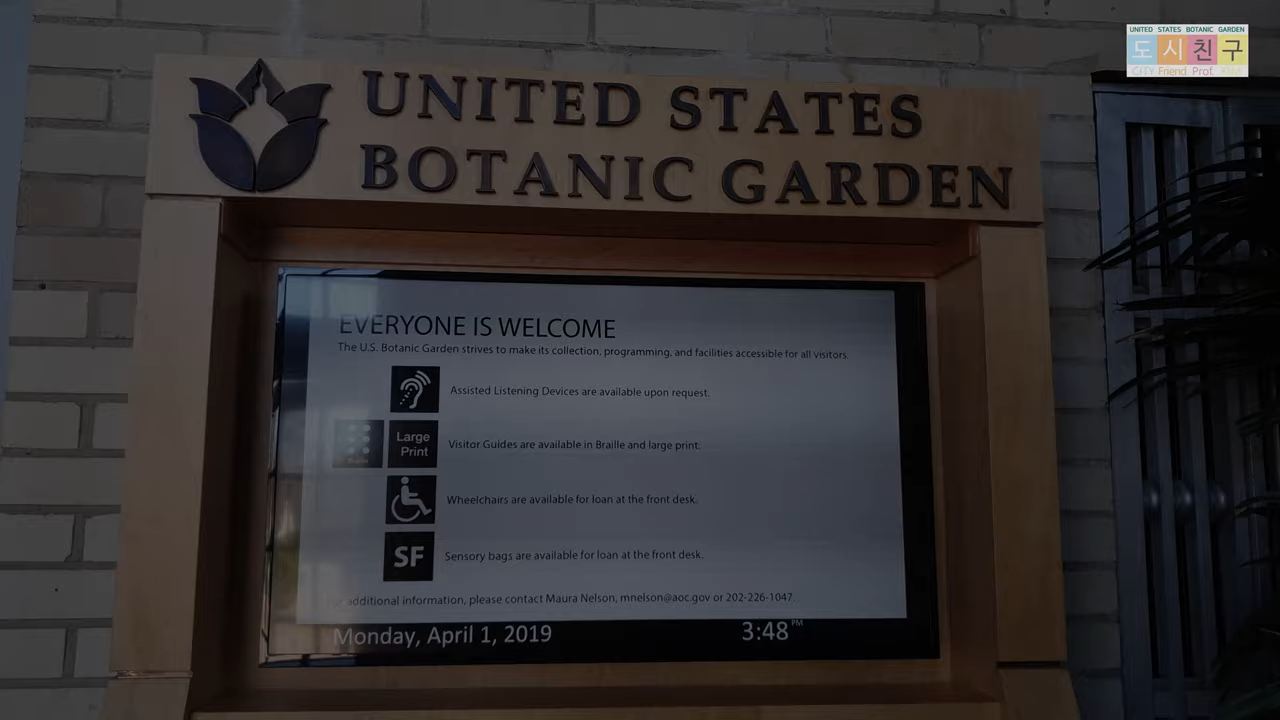 UNITED STATES BOTANIC GARDEN
도시친구
CITY Friend Prof. KIM
UNITED STATES
BOTANIC GARDEN
EVERYONE IS WELCOME
The U.S. Botanic Garden strives to make its collection, programming, and facilities accessible for all visitors.
Assisted Listening Devices are available upon request.
Large
Print
Visitor Guides are available in Braille and large print.
Wheelchairs are available for loan at the front desk.
SF
Sensory bags are available for loan at the front desk.
For additional information, please contact Maura Nelson, mnelson@aoc.gov or 202-226-1047.
Monday, April 1, 2019
3:48 PM